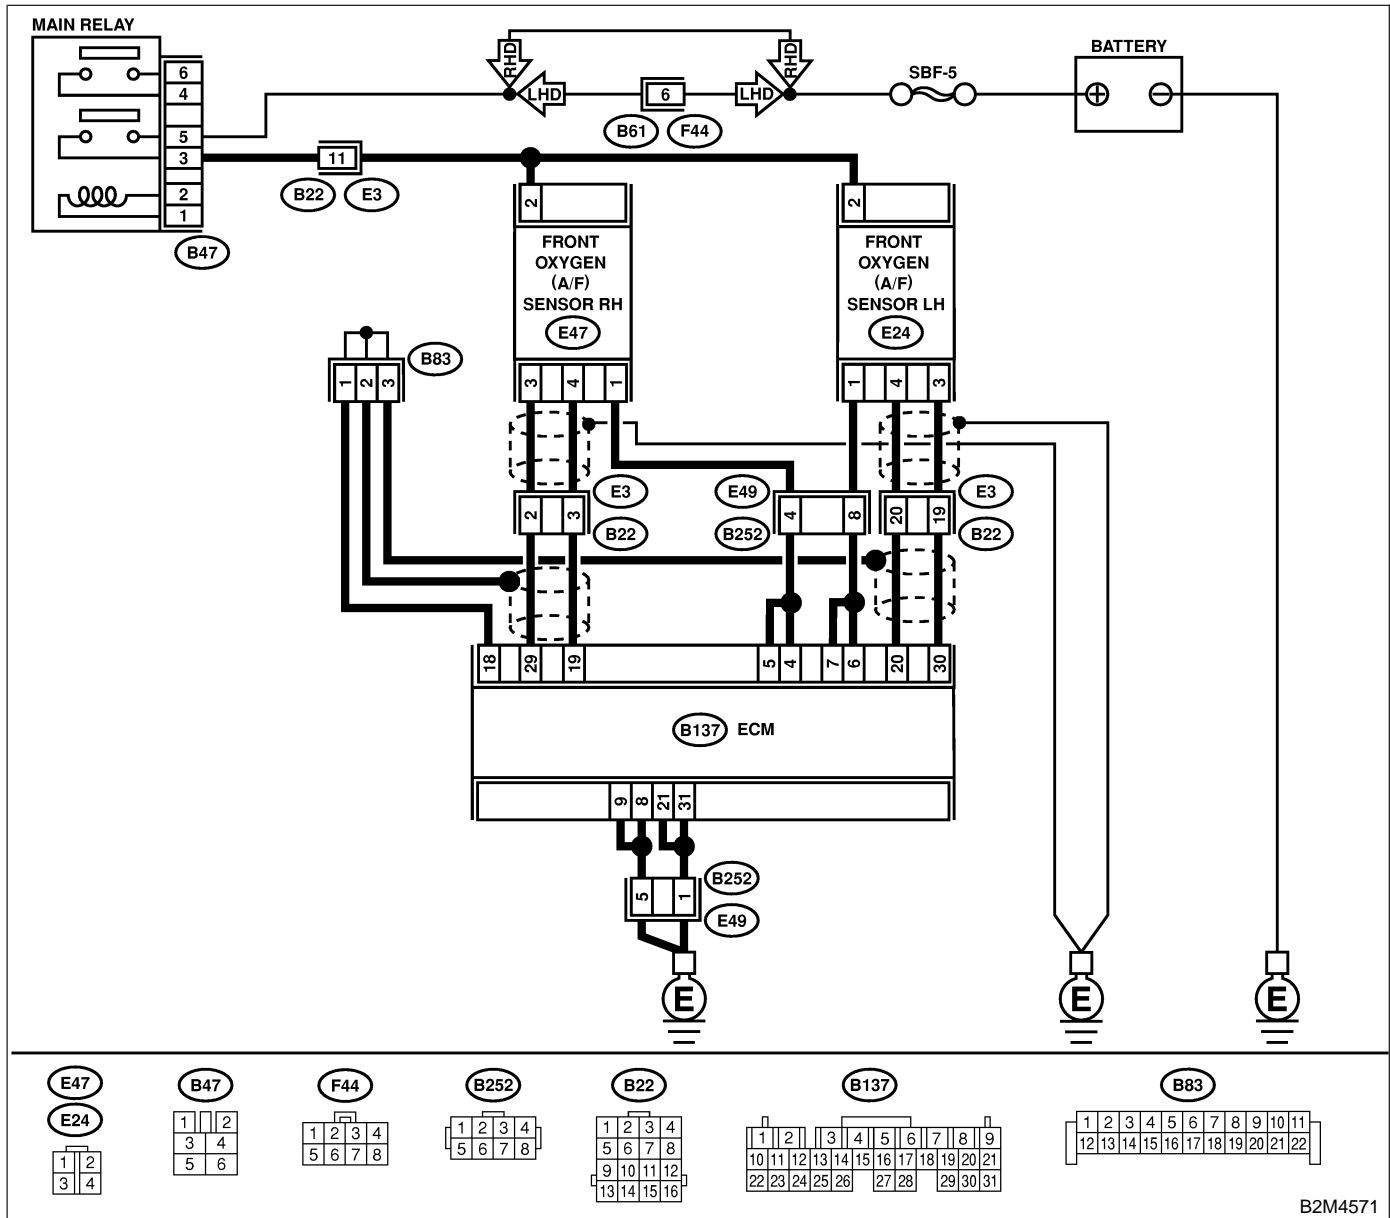 MAIN RELAY
6
4
5
3
2
1
B47
RHD
RHD
LHD
6
LHD
B61
F44
SBF-5
BATTERY
11
B22
E3
2
FRONT
OXYGEN
(A/F)
SENSOR RH
E47
3
4
1
2
FRONT
OXYGEN
(A/F)
SENSOR LH
E24
1
4
3
1
2
3
B83
E3
B22
2
3
E49
B252
4
8
20
19
E3
B22
18
29
19
5
4
7
6
20
30
B137 ECM
9
8
21
31
5
1
B252
E49
E
E
E
E47
E24
1 2
3 4
B47
1 2
3 4
5 6
F44
1 2 3 4
5 6 7 8
B252
1 2 3 4
5 6 7 8
B22
1 2 3 4
5 6 7 8
9 10 11 12
13 14 15 16
B137
1 2 3 4 5 6 7 8 9
10 11 12 13 14 15 16 17 18 19 20 21
22 23 24 25 26 27 28 29 30 31
B83
1 2 3 4 5 6 7 8 9 10 11
12 13 14 15 16 17 18 19 20 21 22
B2M4571